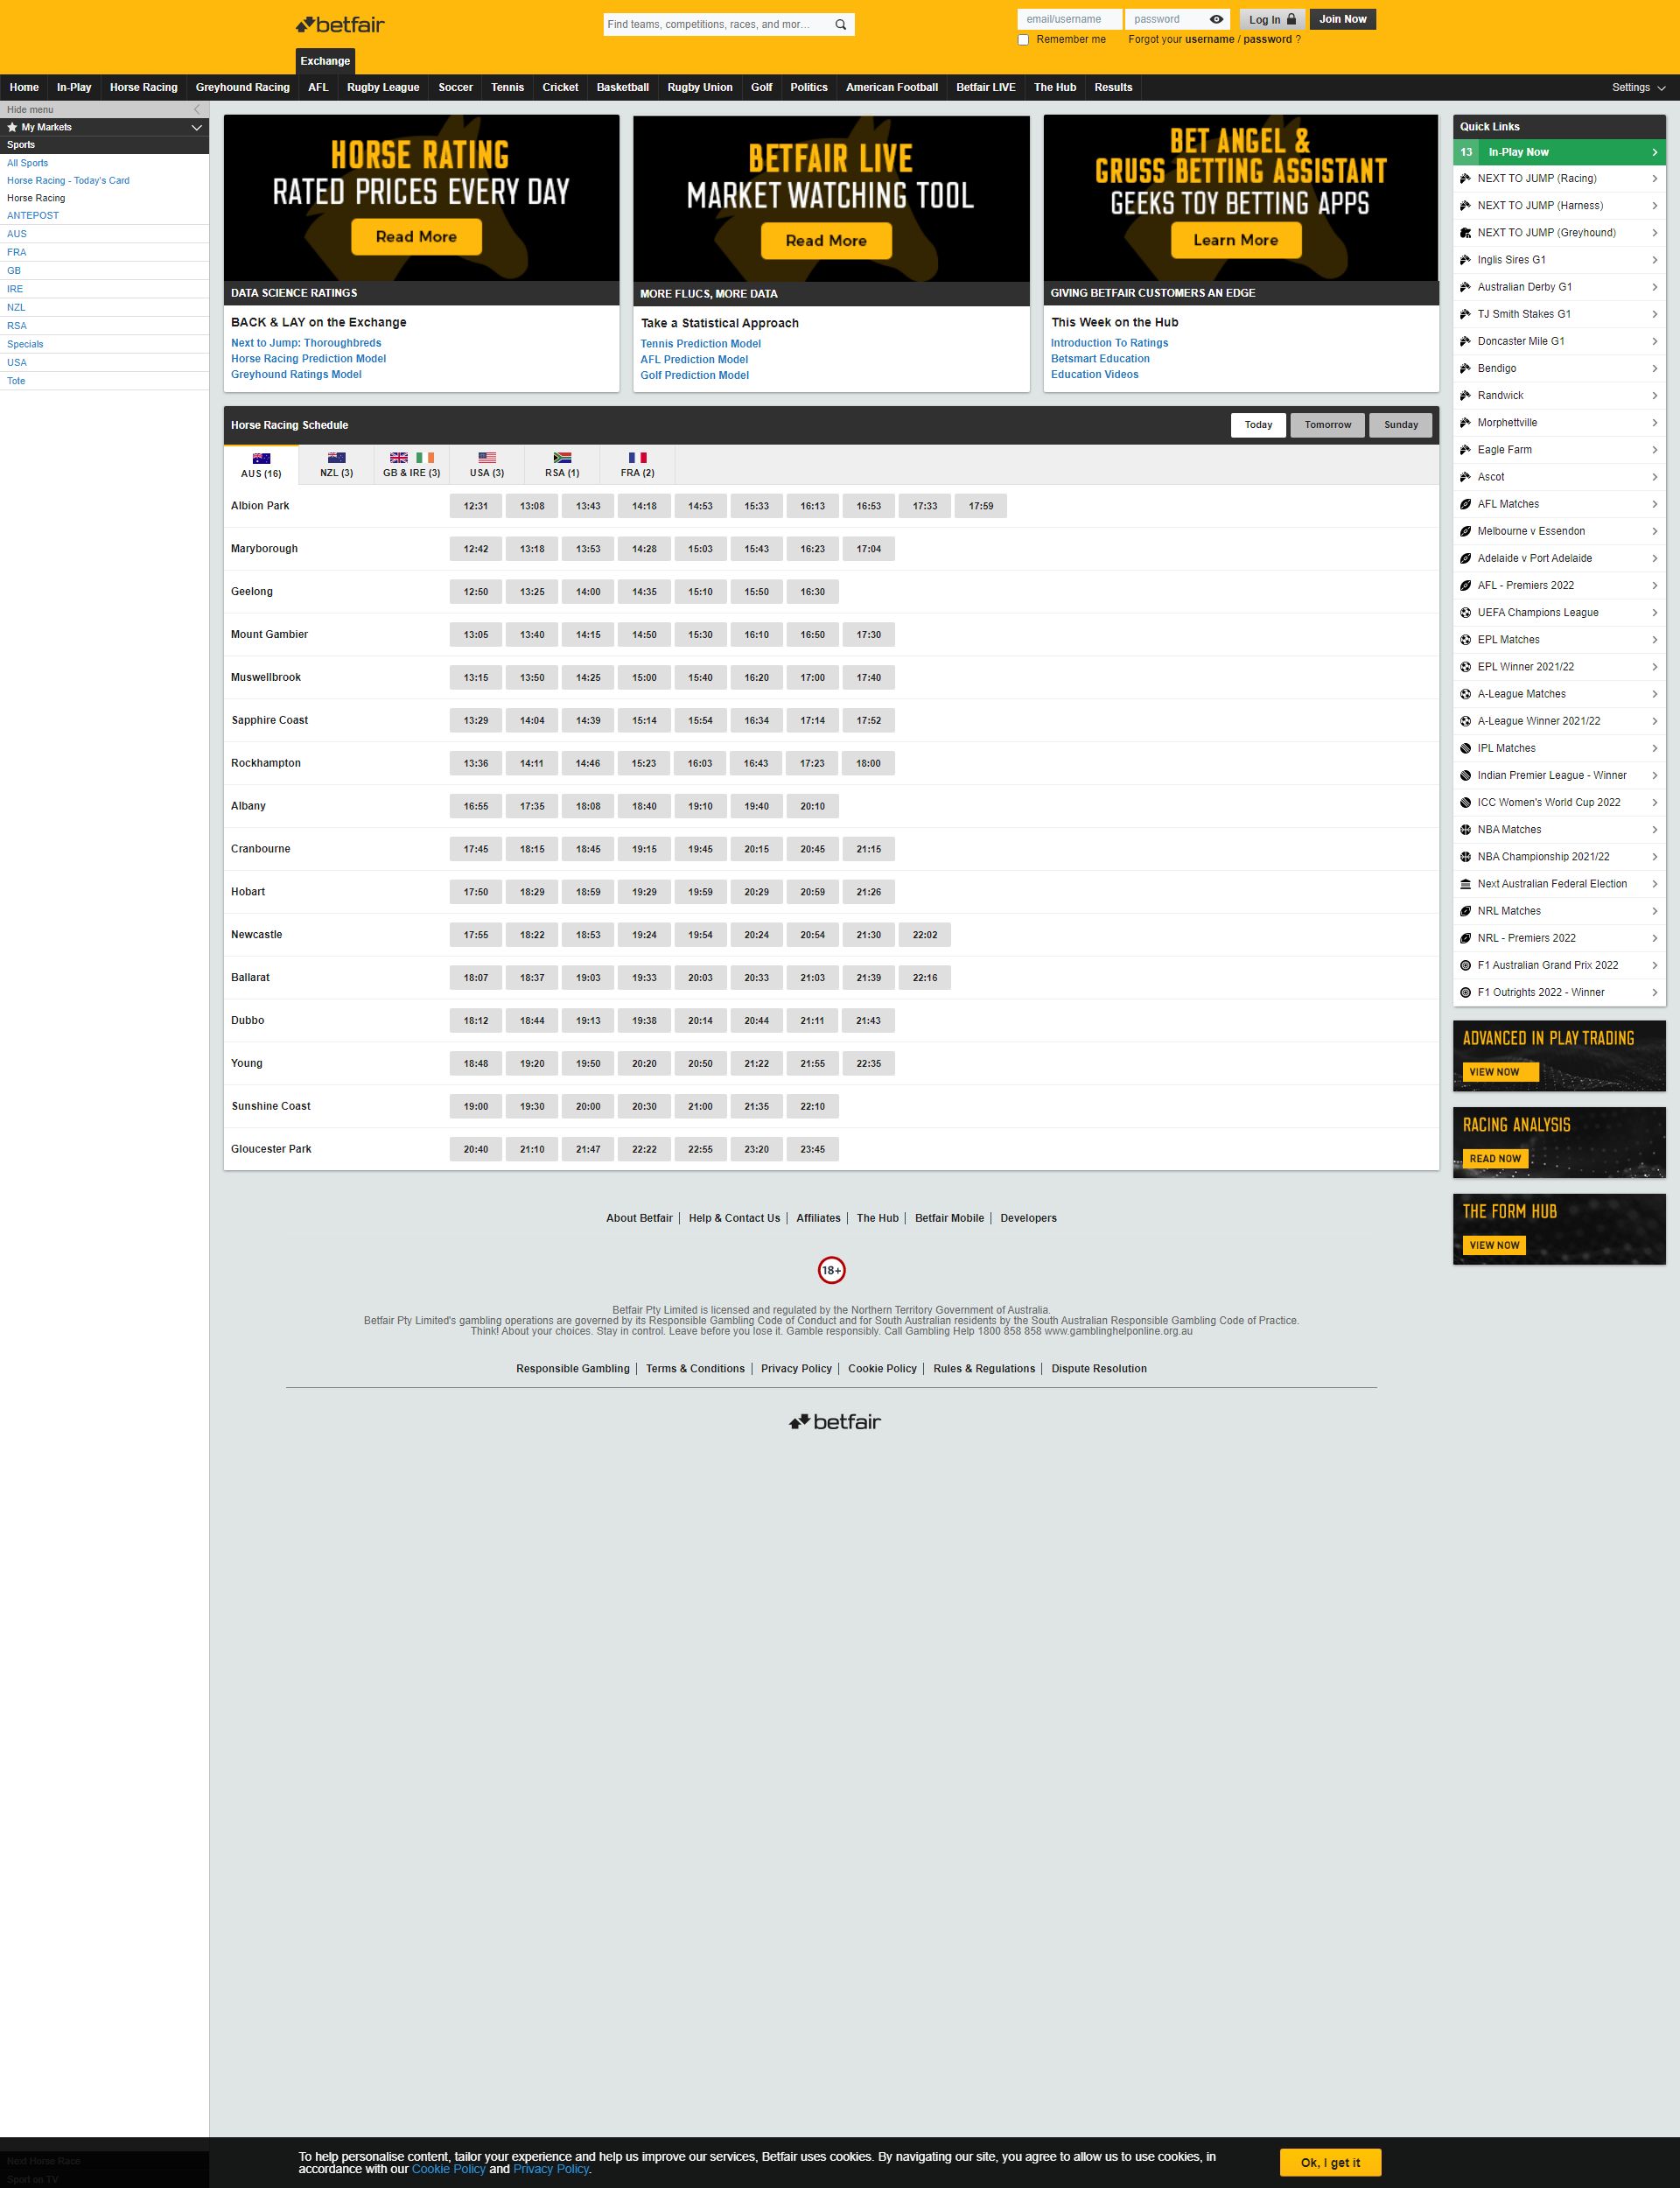 betfair
Find teams, competitions, races, and mor...
email/username
password
Log In
Join Now
Remember me
Forgot your username / password ?
Exchange
Home In-Play Horse Racing Greyhound Racing AFL Rugby League Soccer Tennis Cricket Basketball Rugby Union Golf Politics American Football Betfair LIVE The Hub Results Settings
Hide menu
My Markets
Sports
All Sports
Horse Racing - Today's Card
Horse Racing
ANTEPOST
AUS
FRA
GB
IRE
NZL
RSA
Specials
USA
Tote
HORSE RATING
RATED PRICES EVERY DAY
Read More
DATA SCIENCE RATINGS
BACK & LAY on the Exchange
Next to Jump: Thoroughbreds
Horse Racing Prediction Model
Greyhound Ratings Model
BETFAIR LIVE
MARKET WATCHING TOOL
Read More
MORE FLUCS, MORE DATA
Take a Statistical Approach
Tennis Prediction Model
AFL Prediction Model
Golf Prediction Model
BET ANGEL &
GRUSS BETTING ASSISTANT
GEEKS TOY BETTING APPS
Learn More
GIVING BETFAIR CUSTOMERS AN EDGE
This Week on the Hub
Introduction To Ratings
Betsmart Education
Education Videos
Horse Racing Schedule
Today Tomorrow Sunday
AUS (16) NZL (3) GB & IRE (3) USA (3) RSA (1) FRA (2)
Albion Park 12:31 13:08 13:43 14:18 14:53 15:33 16:13 16:53 17:33 17:59
Maryborough 12:42 13:18 13:53 14:28 15:03 15:43 16:23 17:04
Geelong 12:50 13:25 14:00 14:35 15:10 15:50 16:30
Mount Gambier 13:05 13:40 14:15 14:50 15:30 16:10 16:50 17:30
Muswellbrook 13:15 13:50 14:25 15:00 15:40 16:20 17:00 17:40
Sapphire Coast 13:29 14:04 14:39 15:14 15:54 16:34 17:14 17:52
Rockhampton 13:36 14:11 14:46 15:23 16:03 16:43 17:23 18:00
Albany 16:55 17:35 18:08 18:40 19:10 19:40 20:10
Cranbourne 17:45 18:15 18:45 19:15 19:45 20:15 20:45 21:15
Hobart 17:50 18:29 18:59 19:29 19:59 20:29 20:59 21:26
Newcastle 17:55 18:22 18:53 19:24 19:54 20:24 20:54 21:30 22:02
Ballarat 18:07 18:37 19:03 19:33 20:03 20:33 21:03 21:39 22:16
Dubbo 18:12 18:44 19:13 19:38 20:14 20:44 21:11 21:43
Young 18:48 19:20 19:50 20:20 20:50 21:22 21:55 22:35
Sunshine Coast 19:00 19:30 20:00 20:30 21:00 21:35 22:10
Gloucester Park 20:40 21:10 21:47 22:22 22:55 23:20 23:45
Quick Links
13 In-Play Now
NEXT TO JUMP (Racing)
NEXT TO JUMP (Harness)
NEXT TO JUMP (Greyhound)
Inglis Sires G1
Australian Derby G1
TJ Smith Stakes G1
Doncaster Mile G1
Bendigo
Randwick
Morphettville
Eagle Farm
Ascot
AFL Matches
Melbourne v Essendon
Adelaide v Port Adelaide
AFL - Premiers 2022
UEFA Champions League
EPL Matches
EPL Winner 2021/22
A-League Matches
A-League Winner 2021/22
IPL Matches
Indian Premier League - Winner
ICC Women's World Cup 2022
NBA Matches
NBA Championship 2021/22
Next Australian Federal Election
NRL Matches
NRL - Premiers 2022
F1 Australian Grand Prix 2022
F1 Outrights 2022 - Winner
ADVANCED IN PLAY TRADING
VIEW NOW
RACING ANALYSIS
READ NOW
THE FORM HUB
VIEW NOW
About Betfair Help & Contact Us Affiliates The Hub Betfair Mobile Developers
18+
Betfair Pty Limited is licensed and regulated by the Northern Territory Government of Australia.
Betfair Pty Limited's gambling operations are governed by its Responsible Gambling Code of Conduct and for South Australian residents by the South Australian Responsible Gambling Code of Practice.
Think! About your choices. Stay in control. Leave before you lose it. Gamble responsibly. Call Gambling Help 1800 858 858 www.gamblinghelponline.org.au
Responsible Gambling Terms & Conditions Privacy Policy Cookie Policy Rules & Regulations Dispute Resolution
betfair
Next Horse Race
Sport on TV
To help personalise content, tailor your experience and help us improve our services, Betfair uses cookies. By navigating our site, you agree to allow us to use cookies, in
accordance with our Cookie Policy and Privacy Policy.
Ok, I get it